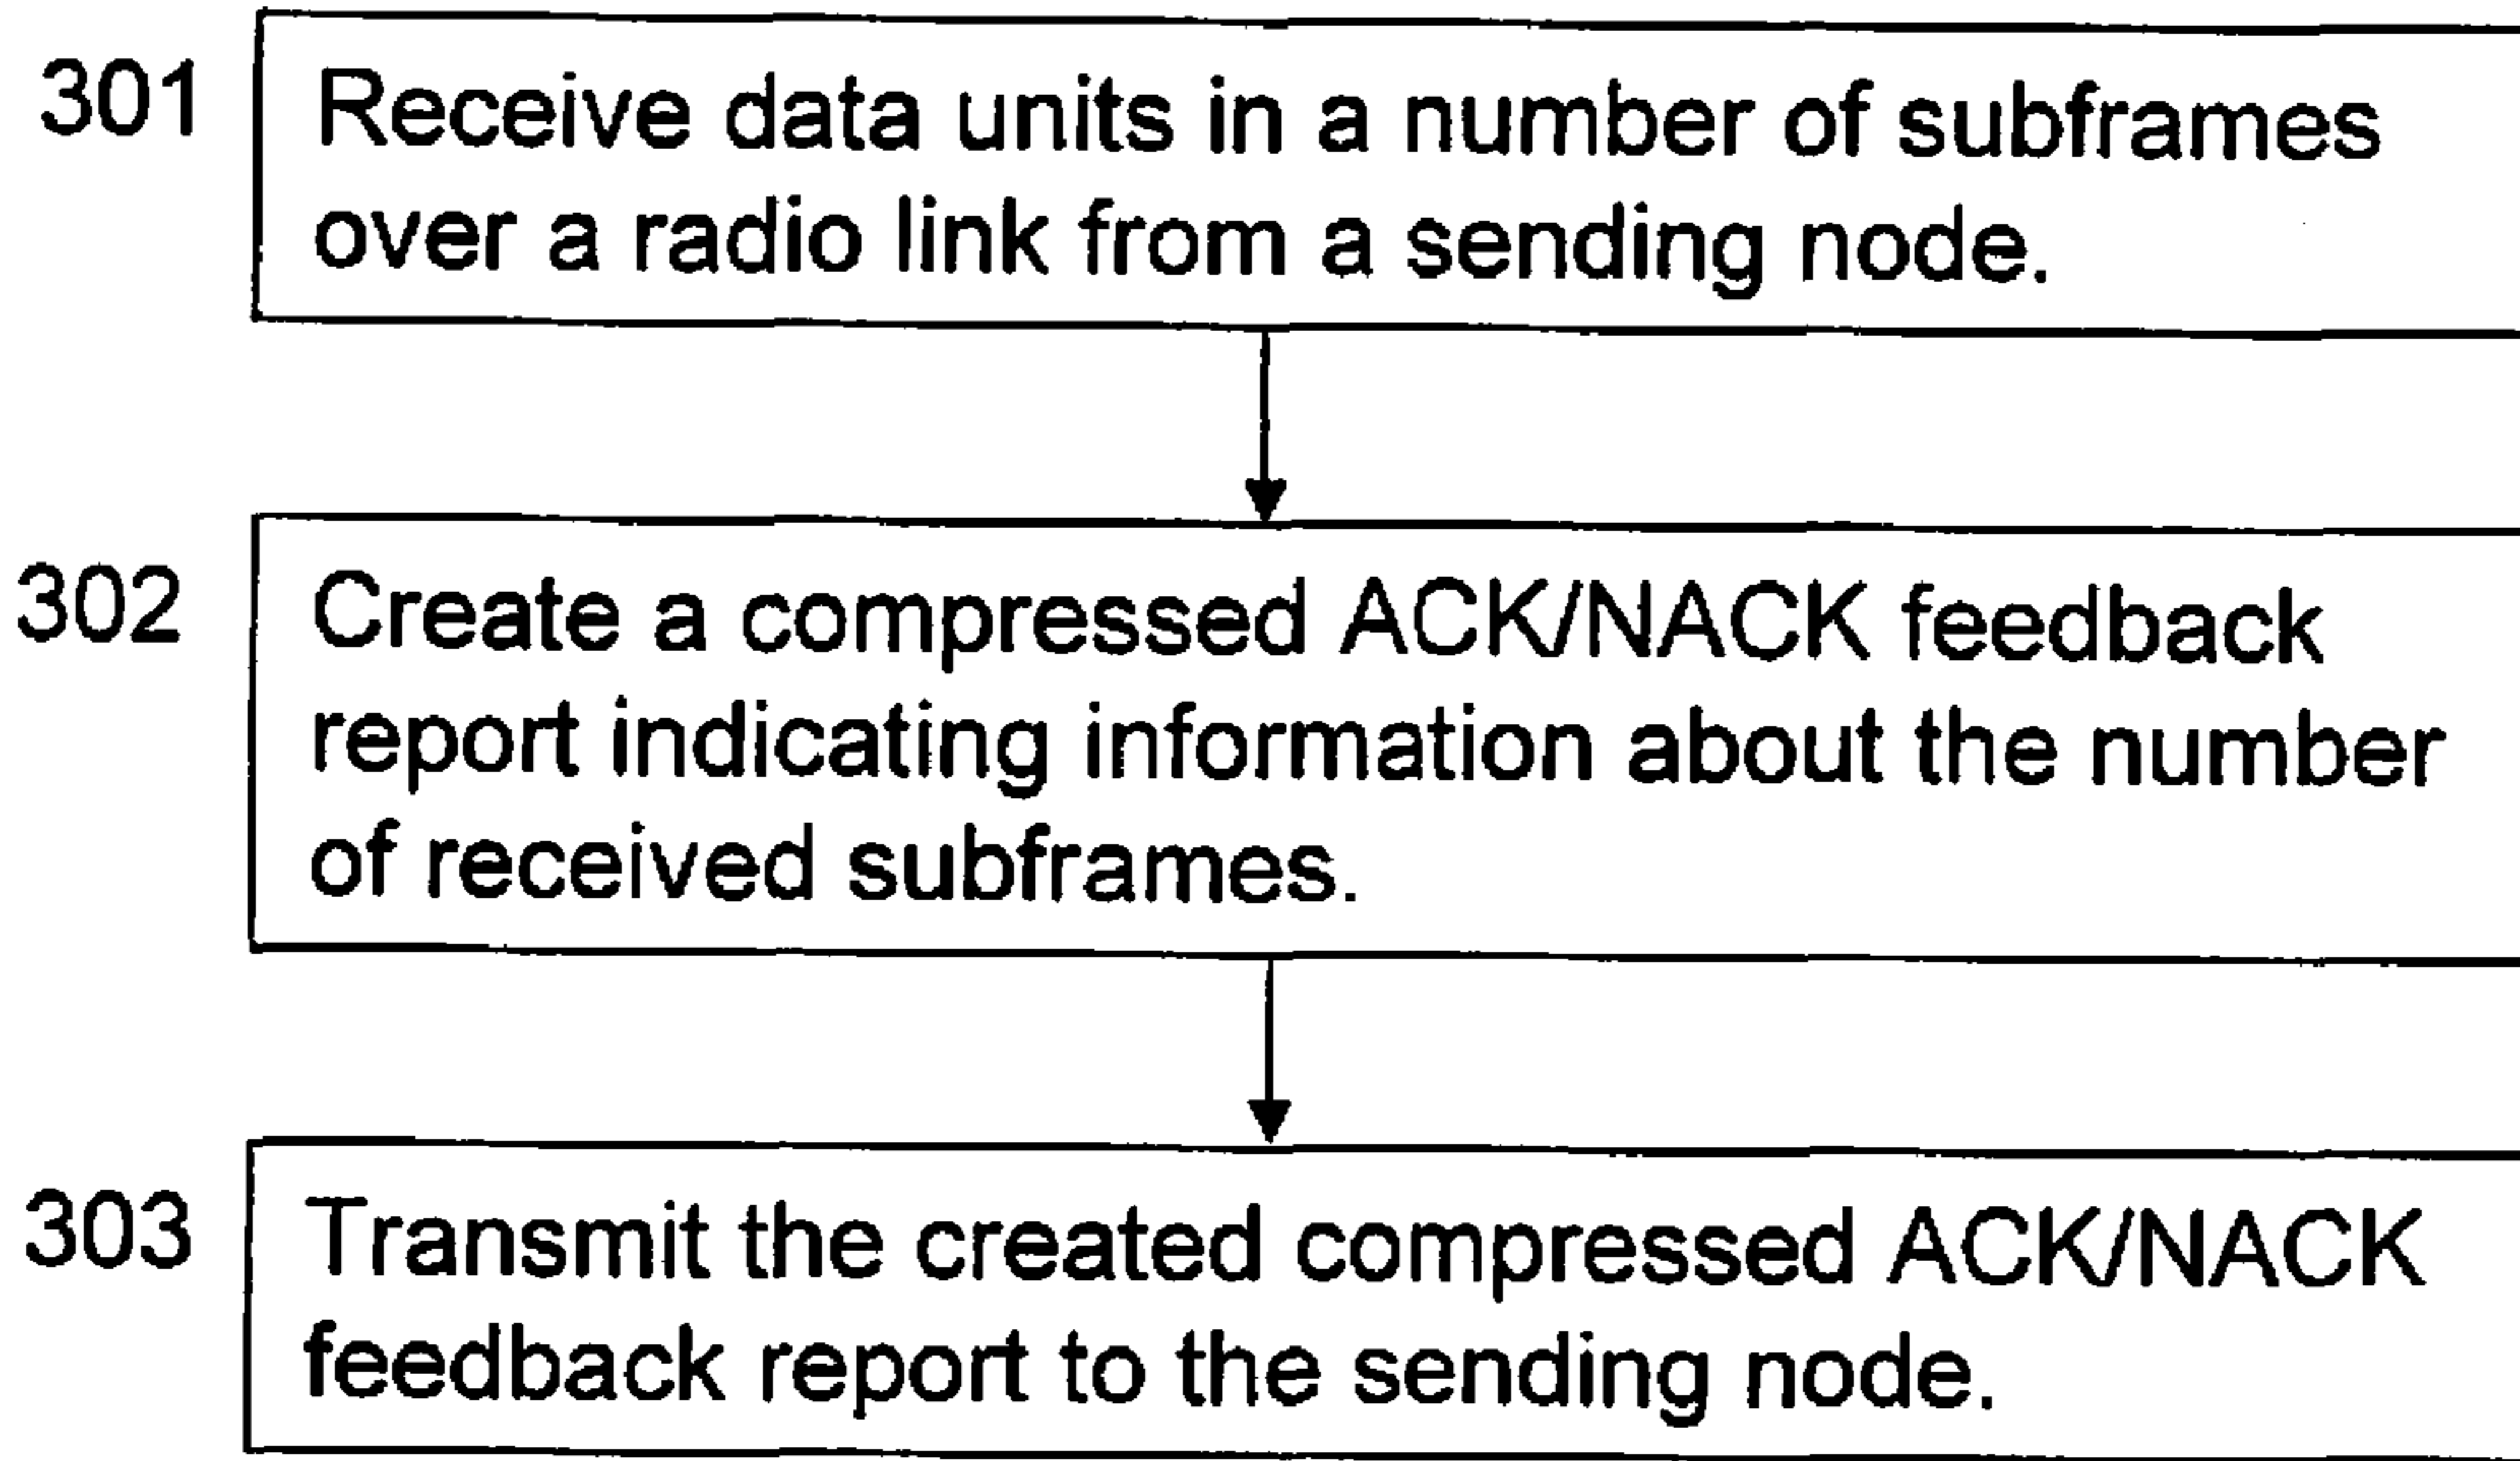 301 Receive data units in a number of subframes
over a radio link from a sending node.
302 Create a compressed ACK/NACK feedback
report indicating information about the number
of received subframes.
303 Transmit the created compressed ACK/NACK
feedback report to the sending node.